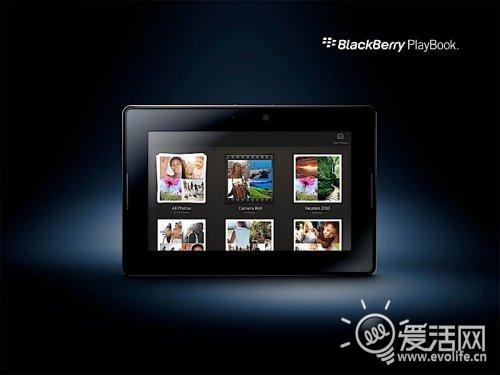 BlackBerry PlayBook.
All Photos
Camera Roll
Vacation 2010
爱活网
www.evolife.cn